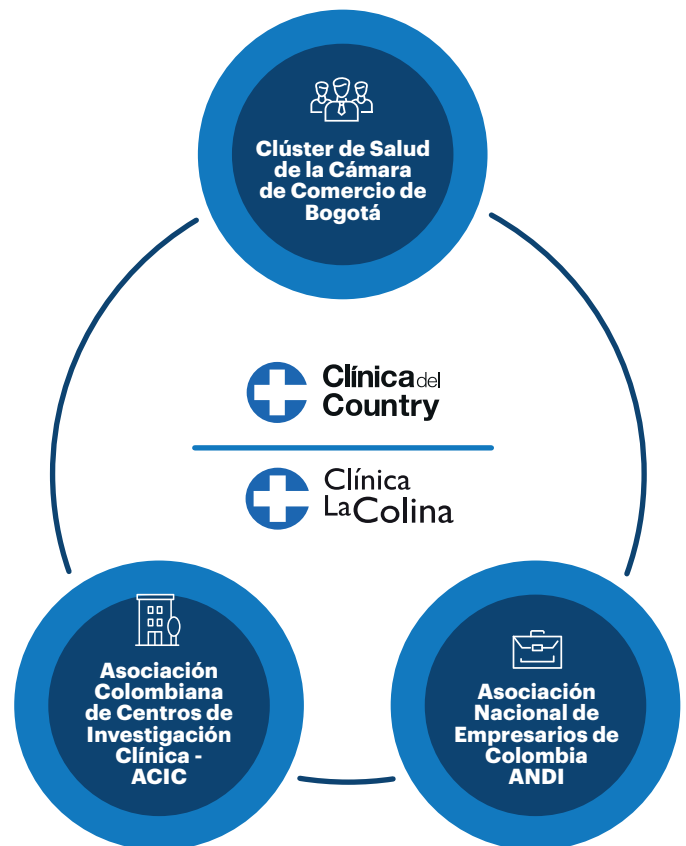 Clúster de Salud
de la Cámara
de Comercio de
Bogotá
Clínica del
Country
Clínica
La Colina
Asociación
Colombiana
de Centros de
Investigación
Clínica -
ACIC
Asociación
Nacional de
Empresarios de
Colombia
ANDI